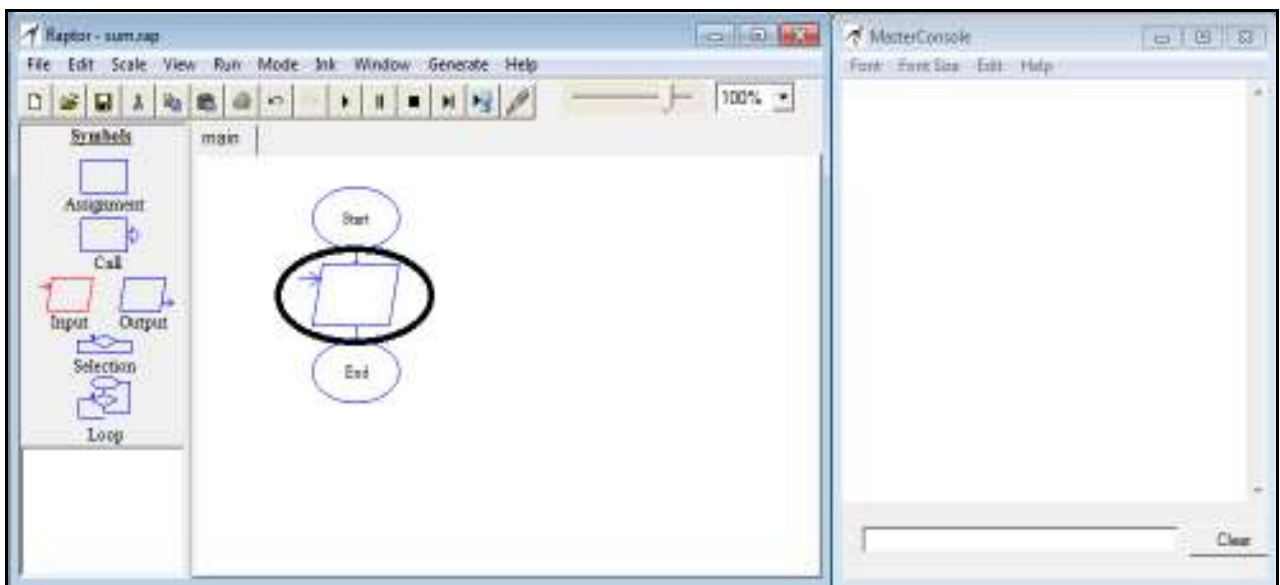 Raptor - sum.rap
File Edit Scale View Run Mode Ink Window Generate Help
100%
Symbols
Assignment
Call
Input Output
Selection
Loop
main
Start
End
MasterConsole
Font Font Size Edit Help
Clear